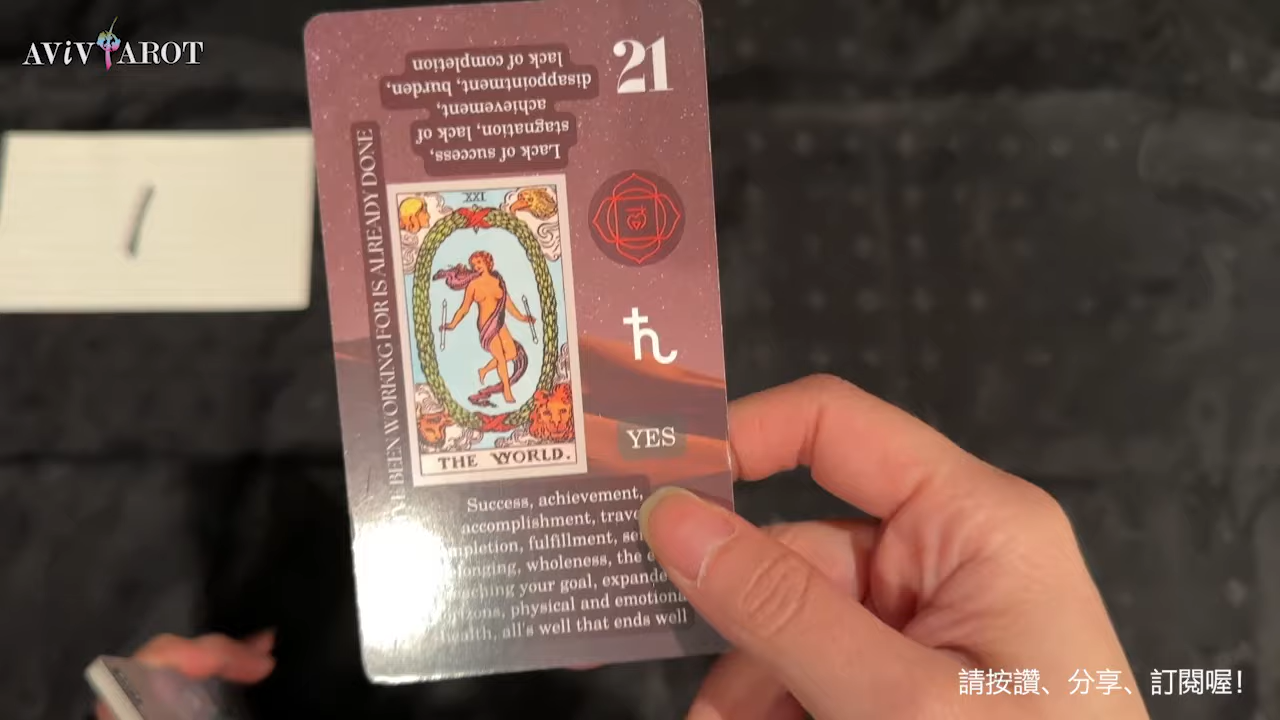 AViVTAROT
21
Lack of success,
stagnation, lack of
achievement,
disappointment, burden,
lack of completion
BEEN WORKING FOR IS ALREADY DONE
XXI
THE WORLD.
YES
Success, achievement,
accomplishment,
fulfillment,
wholeness, the
your goal,
physical and
health, all's well that ends well
請按讚、分享、訂閱喔!